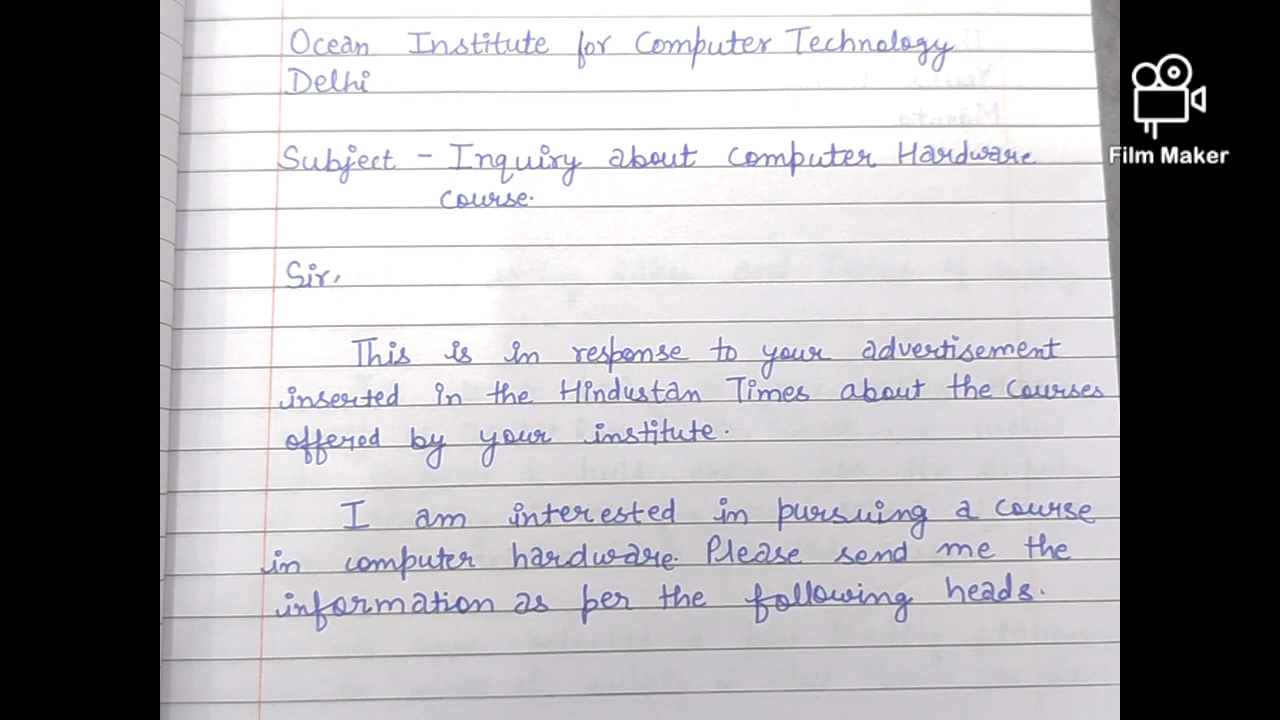 Ocean Institute for Computer Technology
Delhi
Subject - Inquiry about Computer Hardware
course.
Sir,
This is in response to your advertisement
inserted in the Hindustan Times about the courses
offered by your institute.
I am interested in pursuing a course
in computer hardware. Please send me the
information as per the following heads.
Film Maker